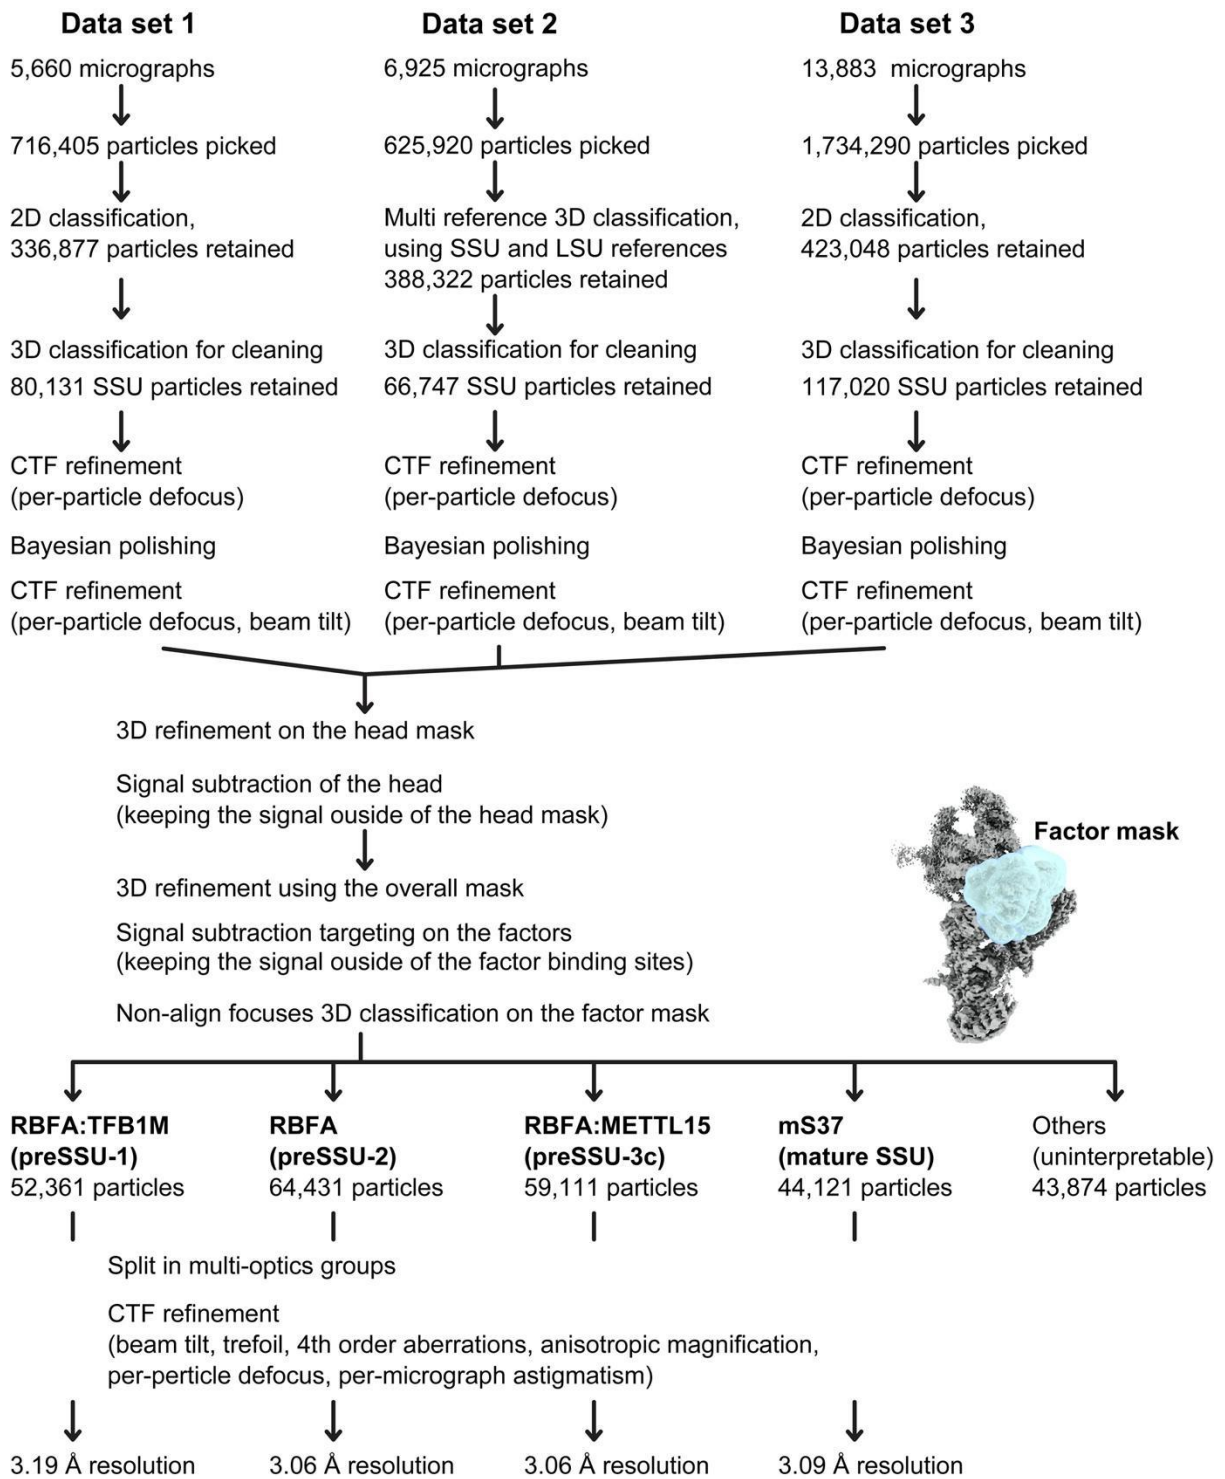 Data set 1
5,660 micrographs
716,405 particles picked
2D classification,
336,877 particles retained
3D classification for cleaning
80,131 SSU particles retained
CTF refinement
(per-particle defocus)
Bayesian polishing
CTF refinement
(per-particle defocus, beam tilt)
Data set 2
6,925 micrographs
625,920 particles picked
Multi reference 3D classification,
using SSU and LSU references
388,322 particles retained
3D classification for cleaning
66,747 SSU particles retained
CTF refinement
(per-particle defocus)
Bayesian polishing
CTF refinement
(per-particle defocus, beam tilt)
Data set 3
13,883 micrographs
1,734,290 particles picked
2D classification,
423,048 particles retained
3D classification for cleaning
117,020 SSU particles retained
CTF refinement
(per-particle defocus)
Bayesian polishing
CTF refinement
(per-particle defocus, beam tilt)
3D refinement on the head mask
Signal subtraction of the head
(keeping the signal ouside of the head mask)
3D refinement using the overall mask
Signal subtraction targeting on the factors
(keeping the signal ouside of the factor binding sites)
Non-align focuses 3D classification on the factor mask
Factor mask
RBFA:TFB1M
(preSSU-1)
52,361 particles
RBFA
(preSSU-2)
64,431 particles
RBFA:METTL15
(preSSU-3c)
59,111 particles
mS37
(mature SSU)
44,121 particles
Others
(uninterpretable)
43,874 particles
Split in multi-optics groups
CTF refinement
(beam tilt, trefoil, 4th order aberrations, anisotropic magnification,
per-perticle defocus, per-micrograph astigmatism)
3.19 Å resolution
3.06 Å resolution
3.06 Å resolution
3.09 Å resolution